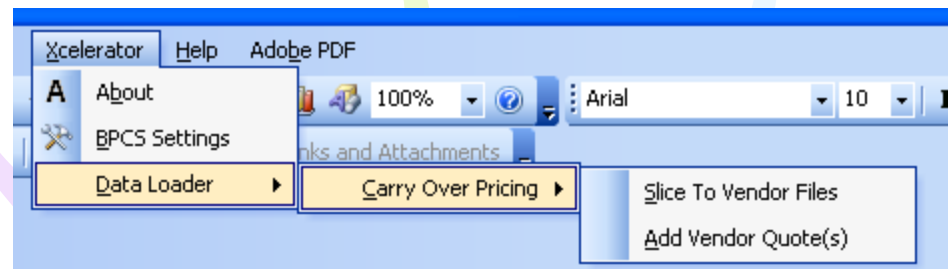 Xcelerator Help Adobe PDF
A About
100% Arial 10
BPCS Settings
nks and Attachments
Data Loader Carry Over Pricing Slice To Vendor Files
Add Vendor Quote(s)